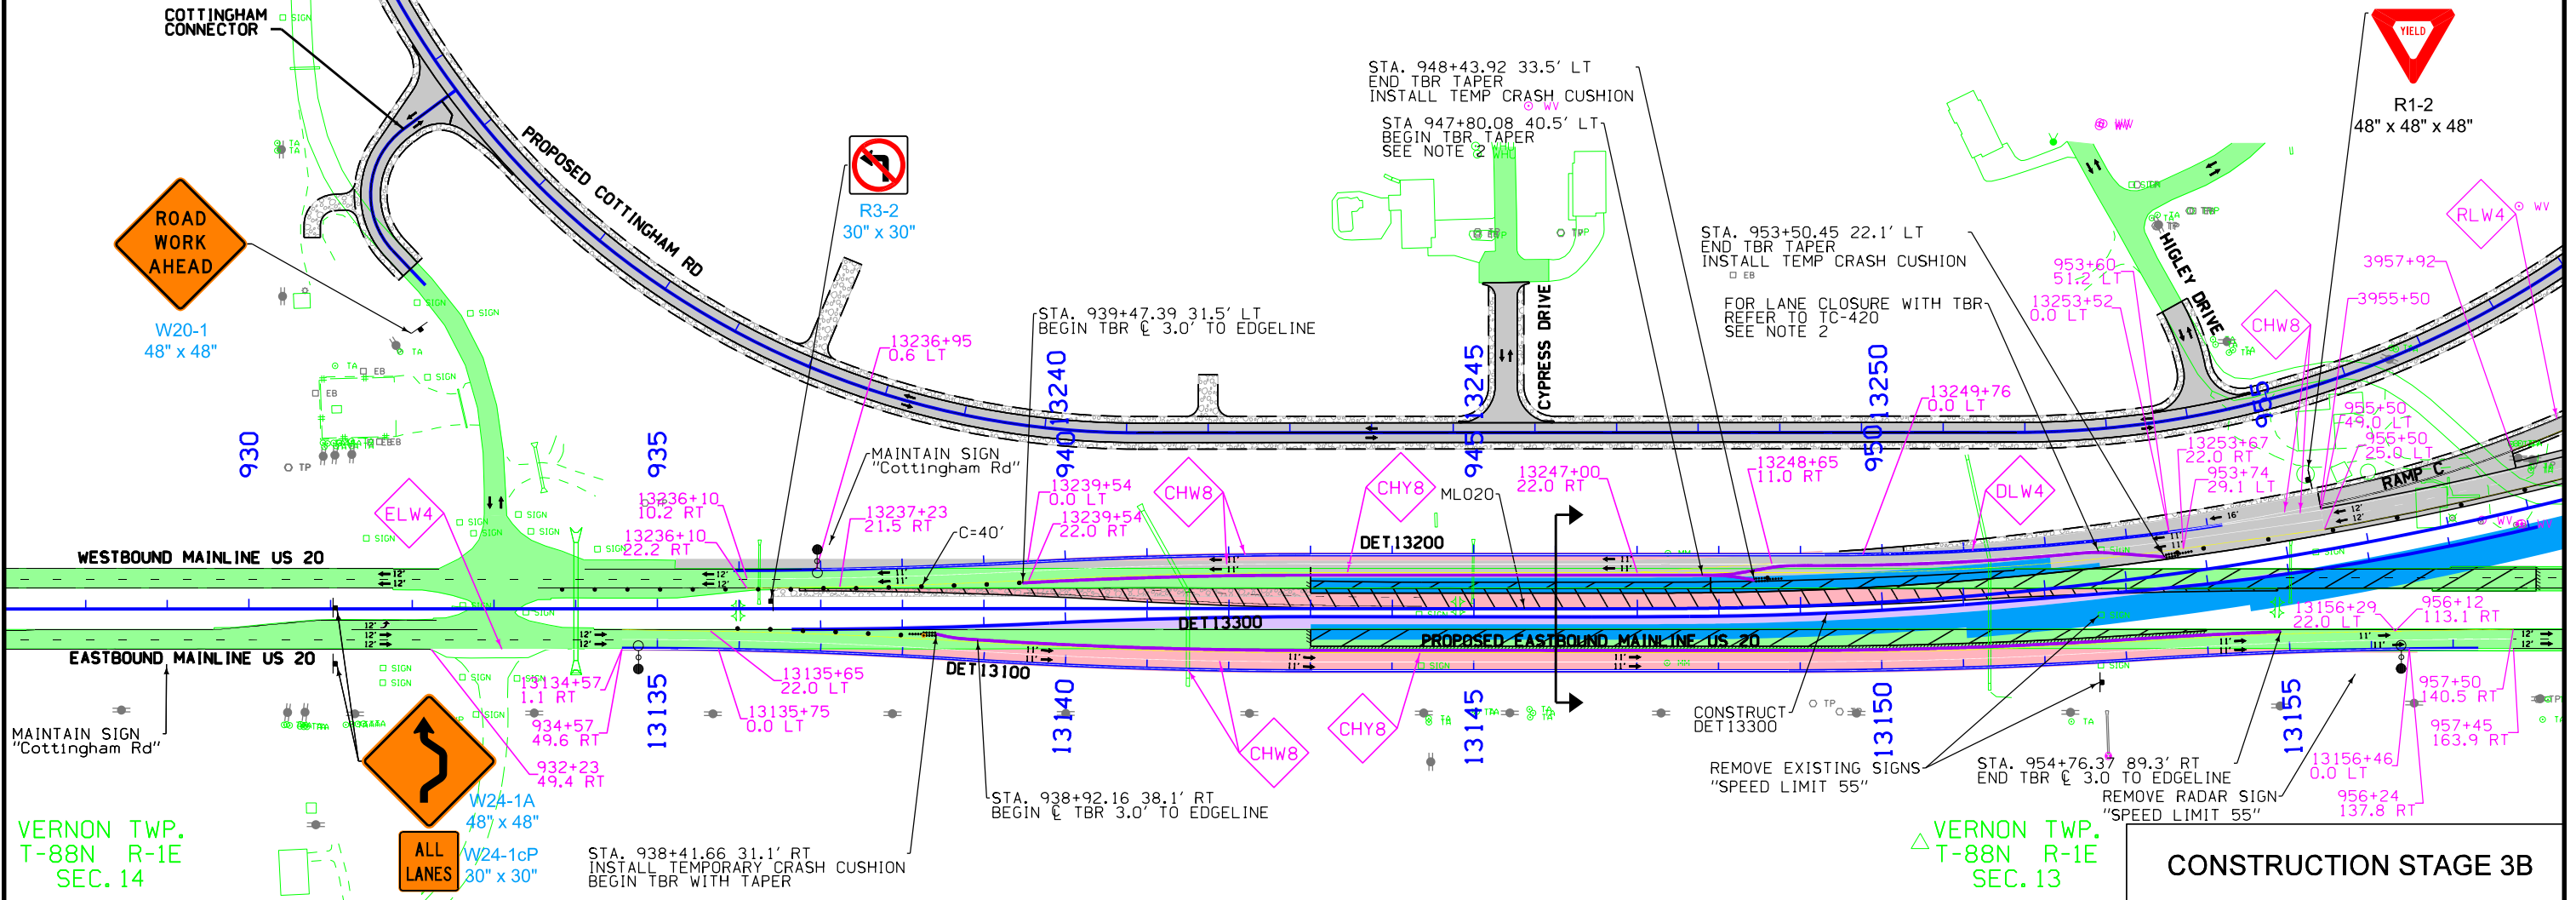 COTTINGHAM
CONNECTOR
SIGN
PROPOSED COTTINGHAM RD
ROAD
WORK
AHEAD
W20-1
48" x 48"
R3-2
30" x 30"
STA. 948+43.92 33.5' LT
END TBR TAPER
INSTALL TEMP CRASH CUSHION
WV
STA 947+80.08 40.5' LT
BEGIN TBR TAPER
SEE NOTE 2
YIELD
R1-2
48" x 48" x 48"
RLW4
WV
STA. 953+50.45 22.1' LT
END TBR TAPER
INSTALL TEMP CRASH CUSHION
EB
FOR LANE CLOSURE WITH TBR
REFER TO TC-420
SEE NOTE 2
953+60
51.2 LT
13253+52
0.0 LT
HIGLEY DRIVE
CHW8
3957+92
3955+50
STA. 939+47.39 31.5' LT
BEGIN TBR ℄ 3.0' TO EDGELINE
CYPRESS DRIVE
13236+95
0.6 LT
930
935
940
13240
945
13245
950
13250
955
13249+76
0.0 LT
955+50
49.0 LT
955+50
25.0 LT
13253+67
22.0 RT
953+74
29.1 LT
RAMP C
MAINTAIN SIGN
"Cottingham Rd"
ELW4
13236+10
10.2 RT
13236+10
22.2 RT
13237+23
21.5 RT
C=40'
13239+54
0.0 LT
13239+54
22.0 RT
CHW8
CHY8
ML020
13247+00
22.0 RT
13248+65
11.0 RT
DLW4
WESTBOUND MAINLINE US 20
DET13200
DET13300
PROPOSED EASTBOUND MAINLINE US 20
EASTBOUND MAINLINE US 20
DET13100
13156+29
22.0 LT
956+12
113.1 RT
MAINTAIN SIGN
"Cottingham Rd"
13134+57
1.1 RT
934+57
49.6 RT
932+23
49.4 RT
13135
13135+65
22.0 LT
13135+75
0.0 LT
13140
CHW8
CHY8
13145
CONSTRUCT
DET13300
13150
13155
957+50
140.5 RT
957+45
163.9 RT
13156+46
0.0 LT
956+24
137.8 RT
REMOVE EXISTING SIGNS
"SPEED LIMIT 55"
STA. 954+76.37 89.3' RT
END TBR ℄ 3.0 TO EDGELINE
REMOVE RADAR SIGN
"SPEED LIMIT 55"
STA. 938+92.16 38.1' RT
BEGIN ℄ TBR 3.0' TO EDGELINE
W24-1A
48" x 48"
ALL
LANES
W24-1cP
30" x 30"
STA. 938+41.66 31.1' RT
INSTALL TEMPORARY CRASH CUSHION
BEGIN TBR WITH TAPER
VERNON TWP.
T-88N R-1E
SEC. 14
VERNON TWP.
T-88N R-1E
SEC. 13
CONSTRUCTION STAGE 3B